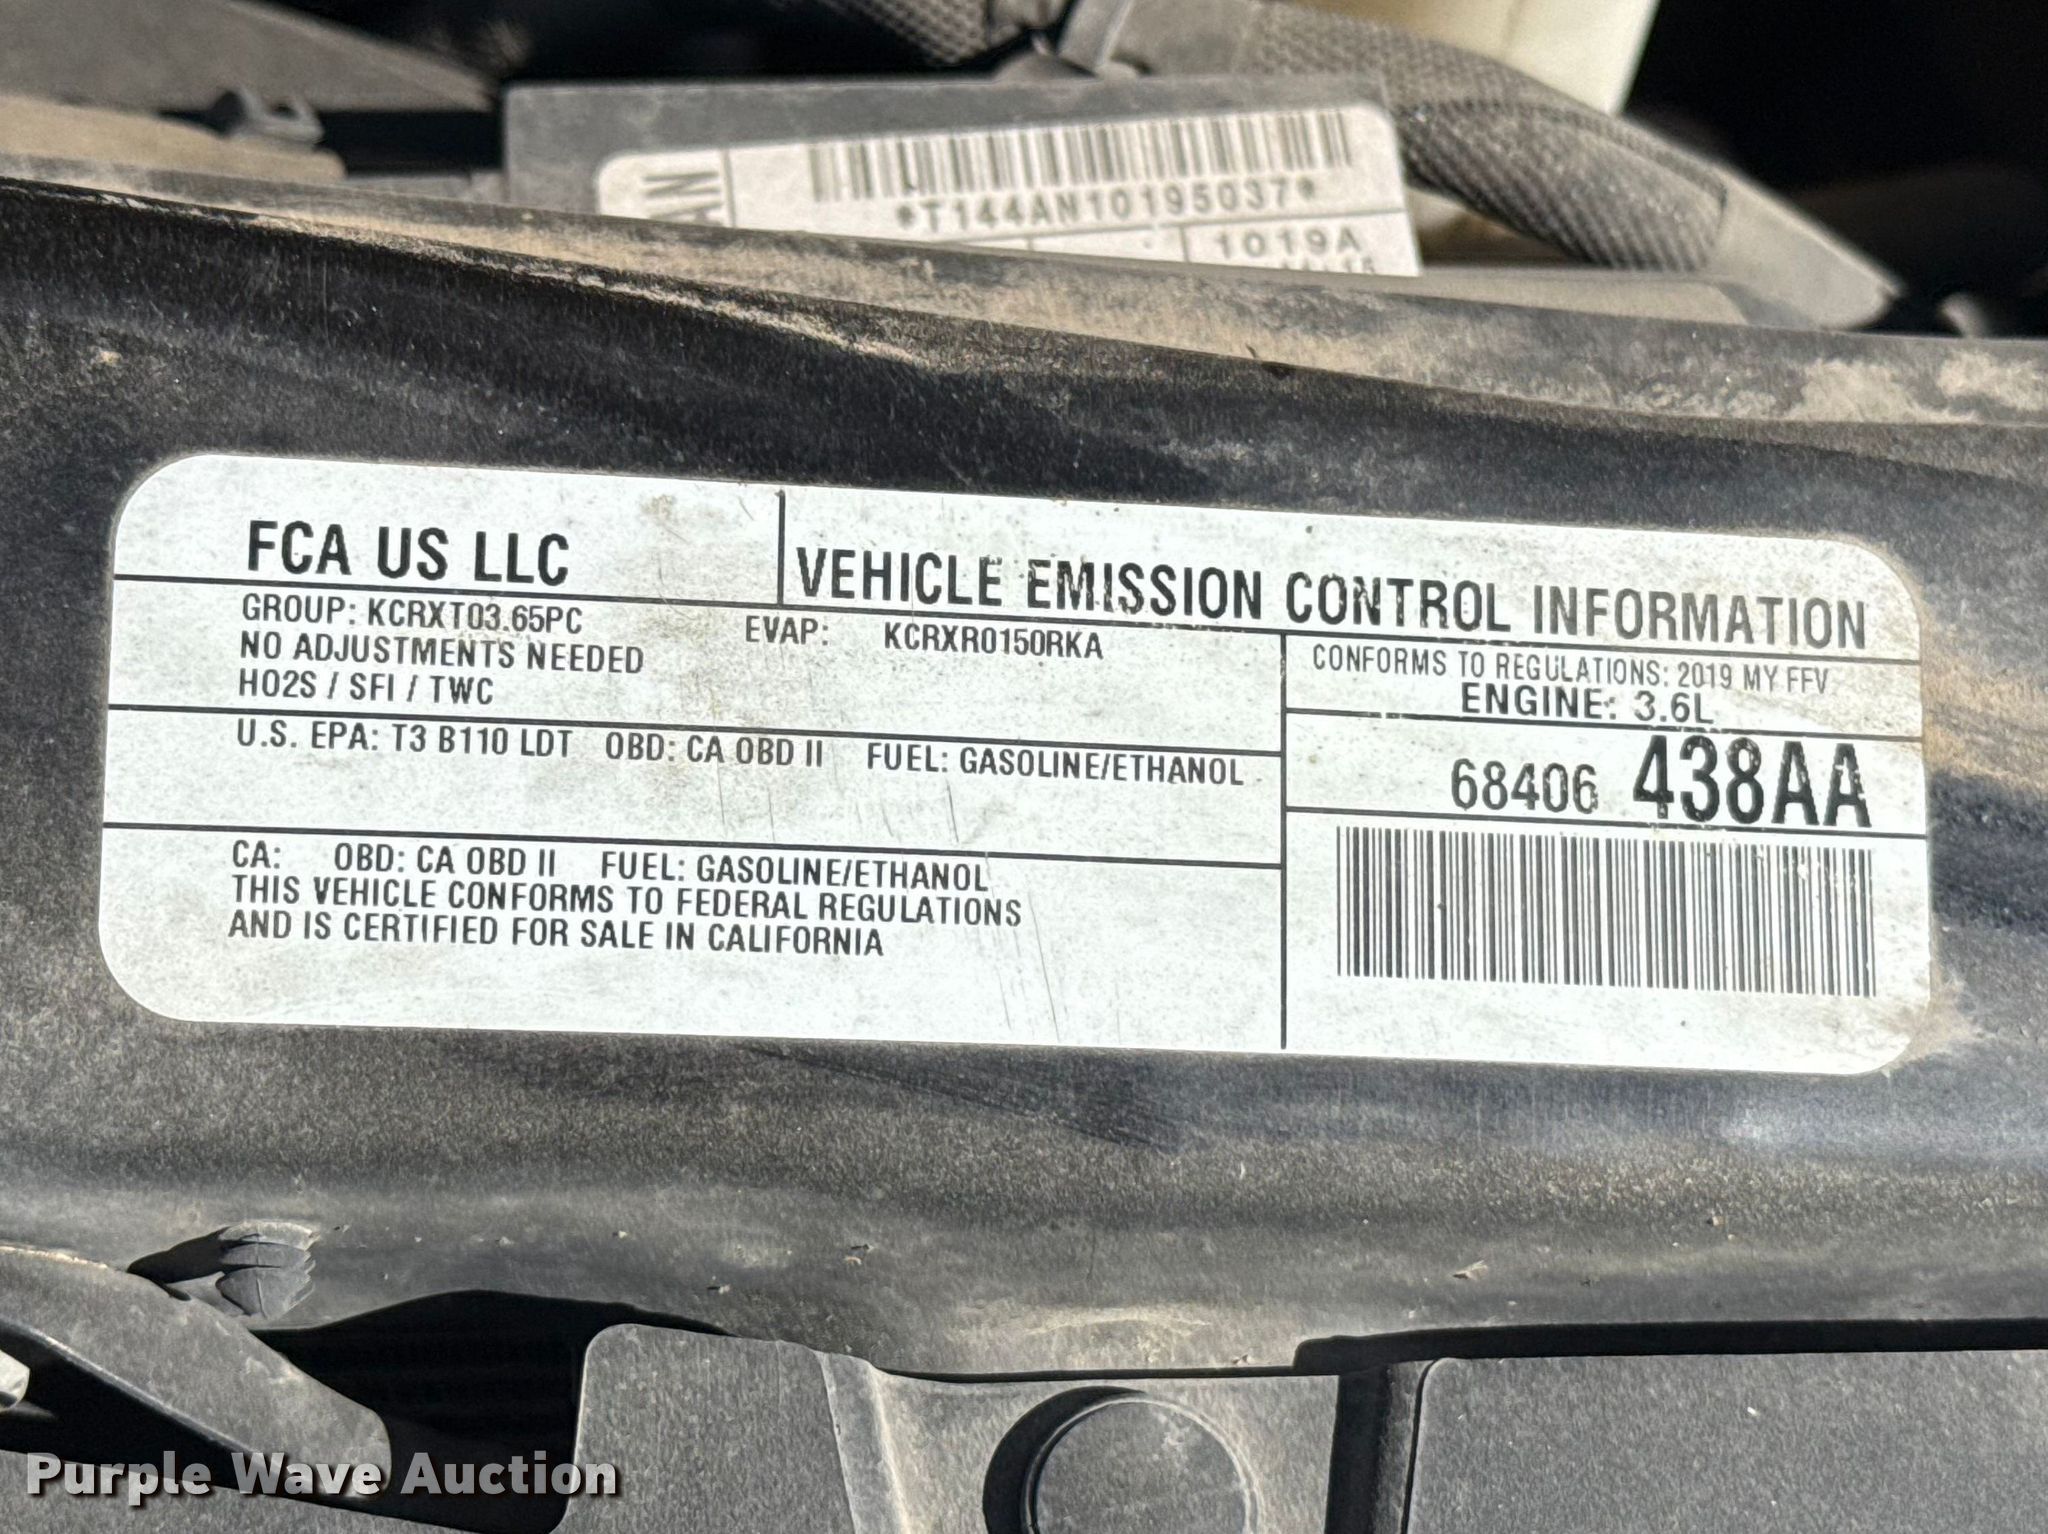 AN
*T144AN10195037*
1019A
FCA US LLC
VEHICLE EMISSION CONTROL INFORMATION
GROUP: KCRXT03.65PC
EVAP: KCRXR0150RKA
NO ADJUSTMENTS NEEDED
HO2S / SFI / TWC
CONFORMS TO REGULATIONS: 2019 MY FFV
ENGINE: 3.6L
U.S. EPA: T3 B110 LDT OBD: CA OBD II FUEL: GASOLINE/ETHANOL
68406 438AA
CA: OBD: CA OBD II FUEL: GASOLINE/ETHANOL
THIS VEHICLE CONFORMS TO FEDERAL REGULATIONS
AND IS CERTIFIED FOR SALE IN CALIFORNIA
Purple Wave Auction